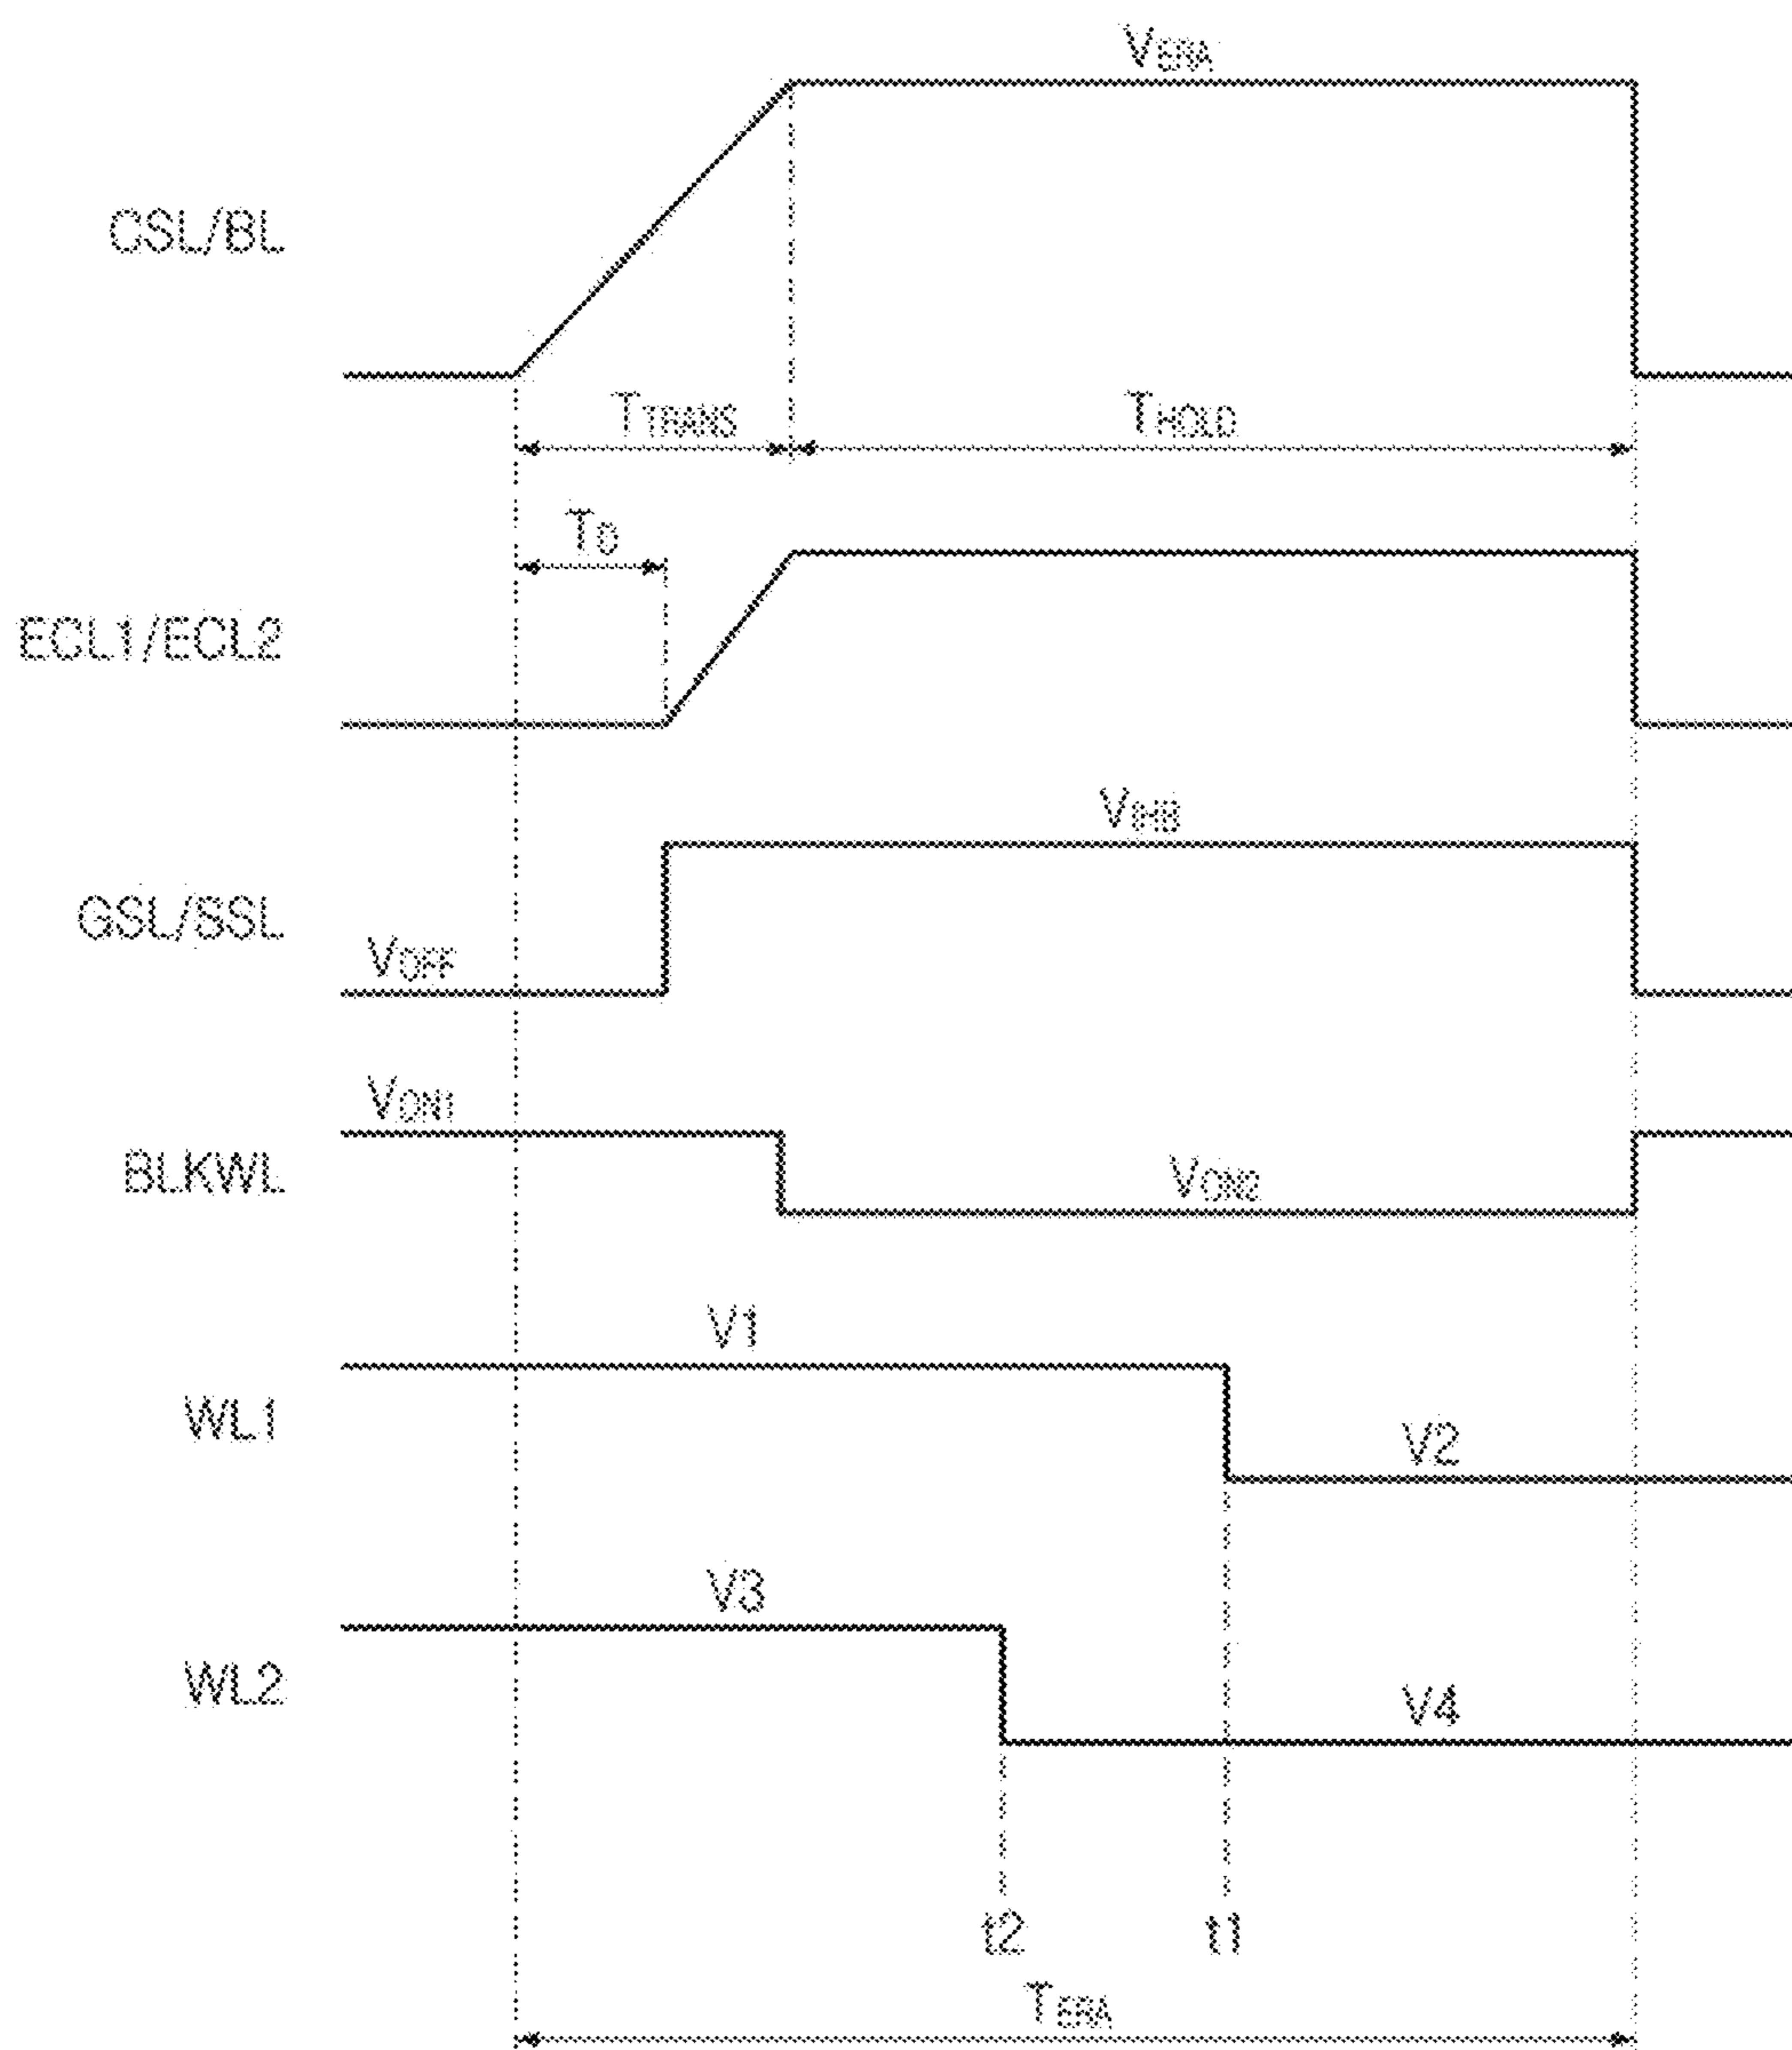 VERA
CSL/BL
TTRANS
THOLD
TD
ECL1/ECL2
VIHB
GSL/SSL
VOFF
VON1
BLKWL
VON2
V1
WL1
V2
V3
WL2
V4
t2
t1
TERA